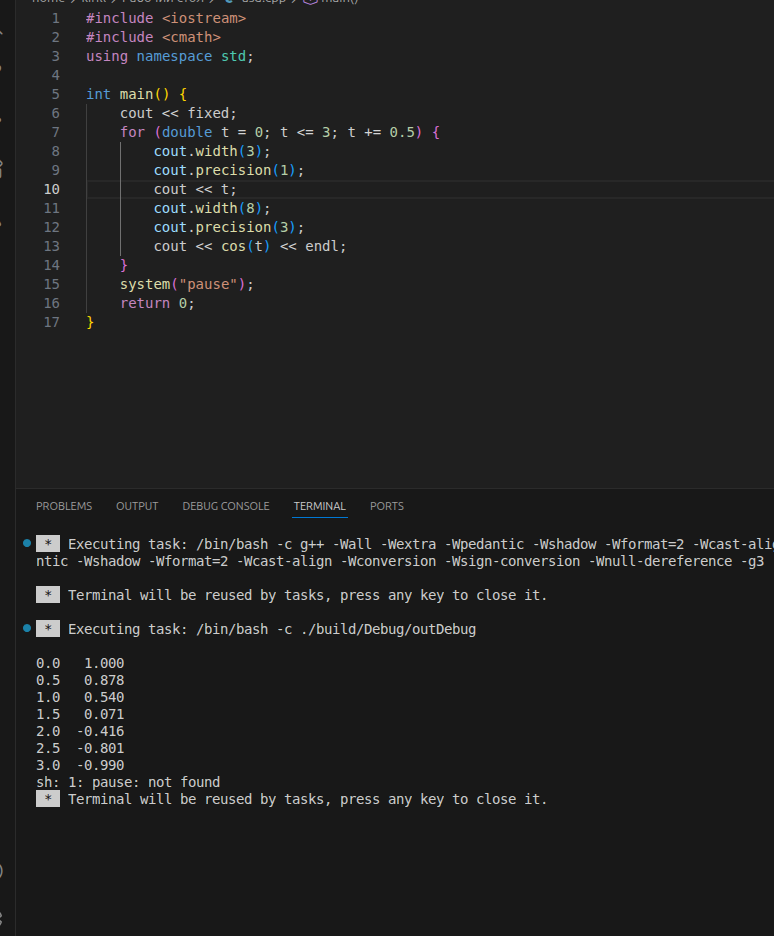 1 #include <iostream>
2 #include <cmath>
3 using namespace std;
4
5 int main() {
6     cout << fixed;
7     for (double t = 0; t <= 3; t += 0.5) {
8         cout.width(3);
9         cout.precision(1);
10         cout << t;
11         cout.width(8);
12         cout.precision(3);
13         cout << cos(t) << endl;
14     }
15     system("pause");
16     return 0;
17 }
PROBLEMS OUTPUT DEBUG CONSOLE TERMINAL PORTS
* Executing task: /bin/bash -c g++ -Wall -Wextra -Wpedantic -Wshadow -Wformat=2 -Wcast-alig
ntic -Wshadow -Wformat=2 -Wcast-align -Wconversion -Wsign-conversion -Wnull-dereference -g3
* Terminal will be reused by tasks, press any key to close it.
* Executing task: /bin/bash -c ./build/Debug/outDebug
0.0   1.000
0.5   0.878
1.0   0.540
1.5   0.071
2.0  -0.416
2.5  -0.801
3.0  -0.990
sh: 1: pause: not found
* Terminal will be reused by tasks, press any key to close it.